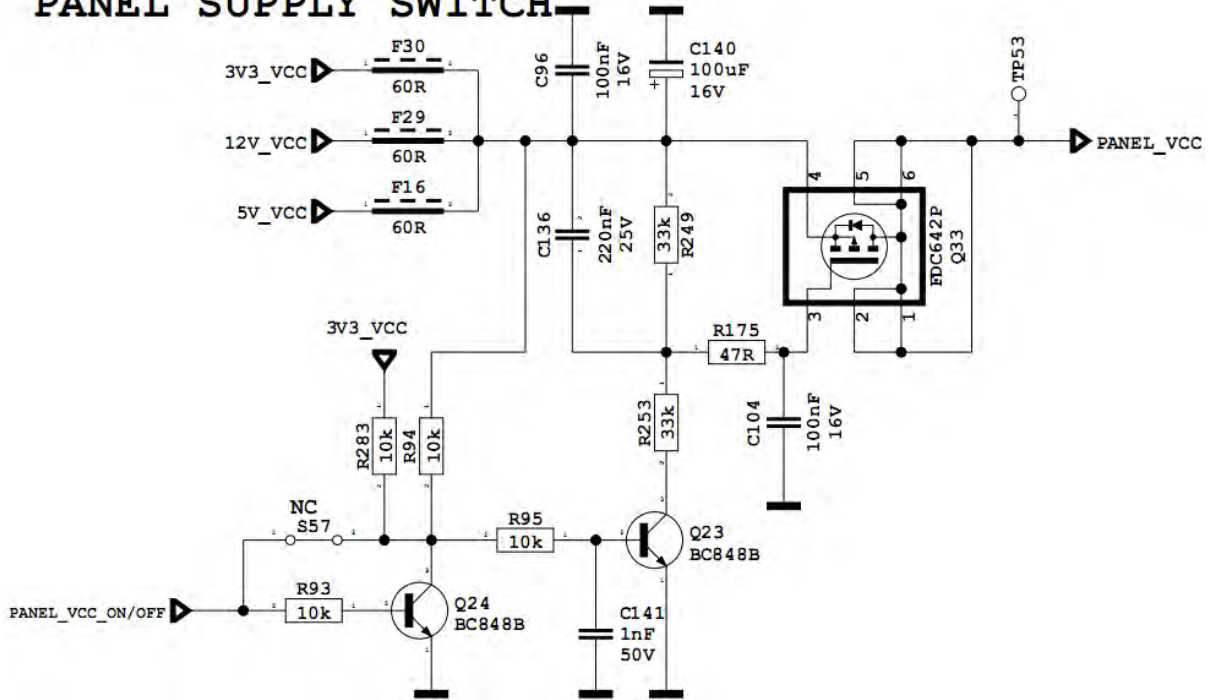 PANEL SUPPLY SWITCH
3V3_VCC
F30
60R
12V_VCC
F29
60R
5V_VCC
F16
60R
C96
100nF
16V
C140
100uF
16V
+
TP53
PANEL_VCC
C136
220nF
25V
33k
R249
4
5
6
3
2
1
FDC642P
Q33
3V3_VCC
R175
47R
R283
10k
R94
10k
R253
33k
C104
100nF
16V
NC
S57
R95
10k
Q23
BC848B
PANEL_VCC_ON/OFF
R93
10k
Q24
BC848B
C141
1nF
50V